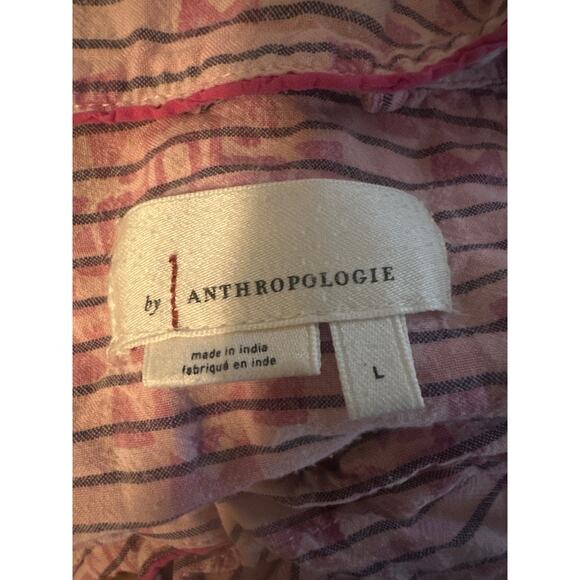 by ANTHROPOLOGIE
made in india
fabriqué en inde
L